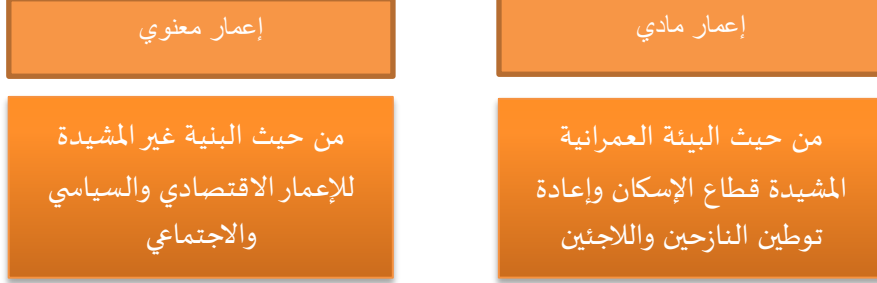 إعمار مادي
من حيث البيئة العمرانية
المشيدة قطاع الإسكان وإعادة
توطين النازحين واللاجئين
إعمار معنوي
من حيث البنية غير المشيدة
للإعمار الاقتصادي والسياسي
والاجتماعي